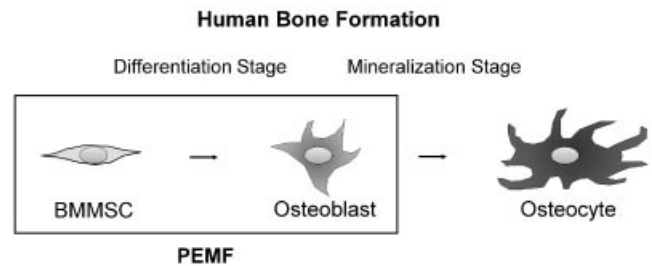 Human Bone Formation
Differentiation Stage Mineralization Stage
BMMSC Osteoblast Osteocyte
PEMF